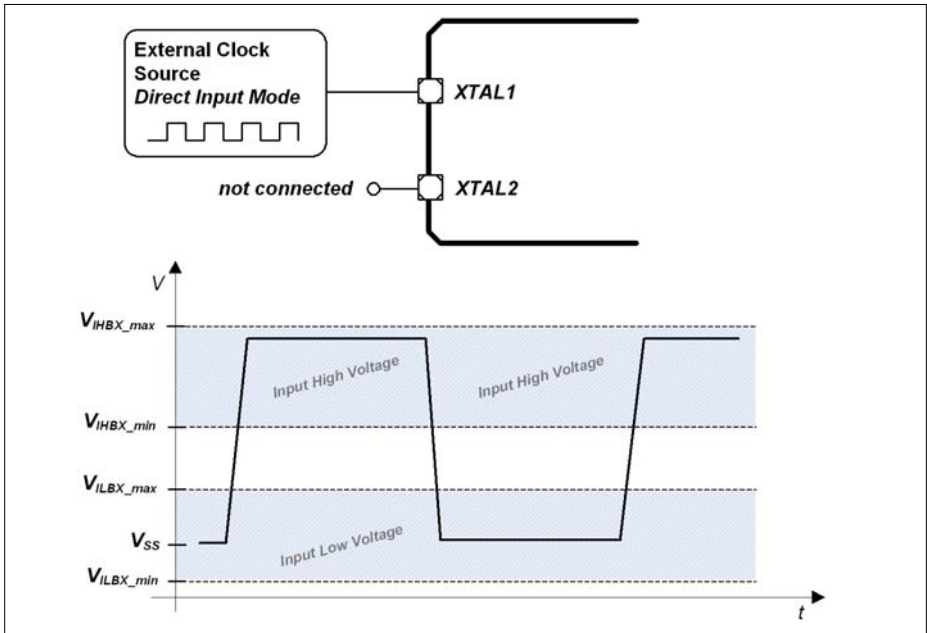 External Clock
Source
Direct Input Mode
XTAL1
not connected
XTAL2
V
VIHBX_max
Input High Voltage
Input High Voltage
VIHBX_min
VILBX_max
VSS
Input Low Voltage
VILBX_min
t